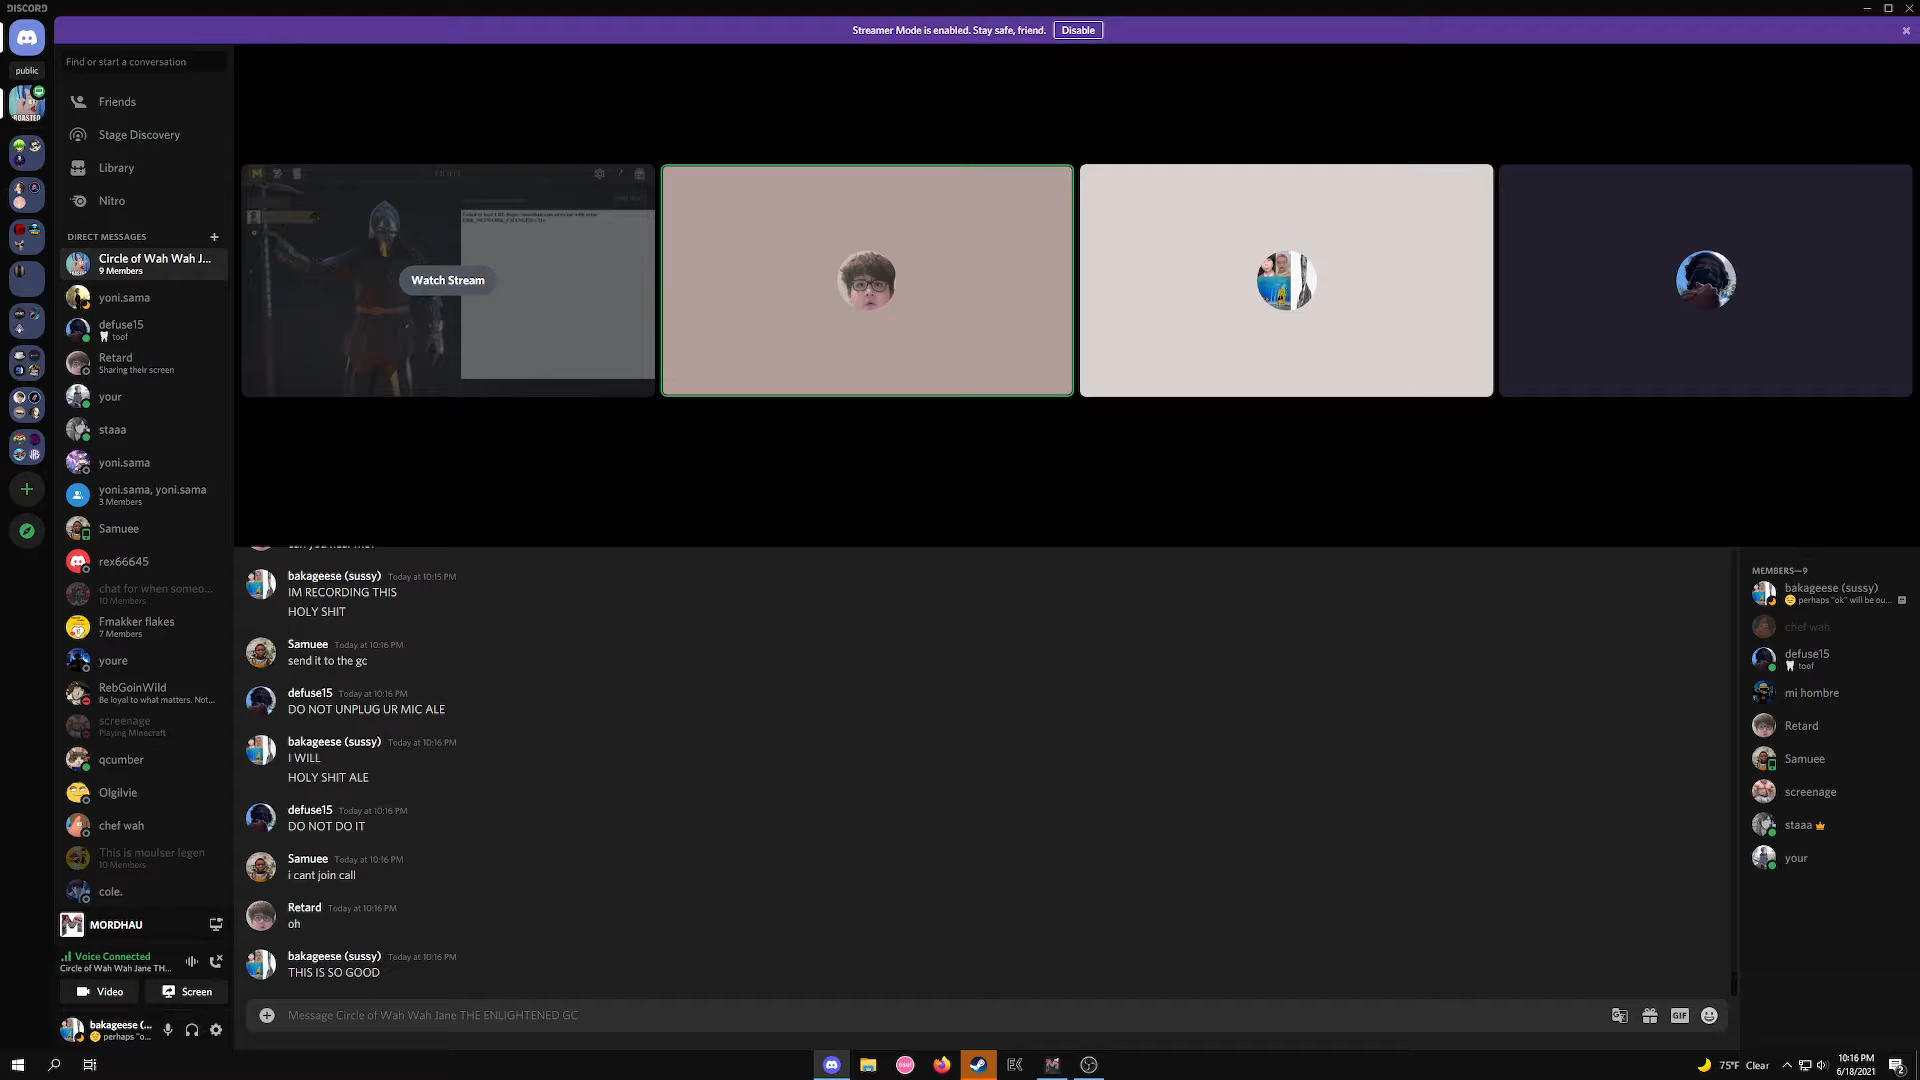 DISCORD
Streamer Mode is enabled. Stay safe, friend.
Disable
public
ROASTED
Find or start a conversation
Friends
Stage Discovery
Library
Nitro
DIRECT MESSAGES
Circle of Wah Wah J...
9 Members
yoni.sama
defuse15
toof
Retard
Sharing their screen
your
staaa
yoni.sama
yoni.sama, yoni.sama
3 Members
Samuee
rex66645
chat for when someo...
10 Members
Fmakker flakes
7 Members
youre
RebGoinWild
Be loyal to what matters. Not...
screenage
Playing Minecraft
qcumber
Olgilvie
chef wah
This is moulser legen
10 Members
cole.
MORDHAU
Voice Connected
Circle of Wah Wah Jane TH...
Video
Screen
bakageese (...
perhaps "o...
Watch Stream
bakageese (sussy) Today at 10:15 PM
IM RECORDING THIS
HOLY SHIT
Samuee Today at 10:16 PM
send it to the gc
defuse15 Today at 10:16 PM
DO NOT UNPLUG UR MIC ALE
bakageese (sussy) Today at 10:16 PM
I WILL
HOLY SHIT ALE
defuse15 Today at 10:16 PM
DO NOT DO IT
Samuee Today at 10:16 PM
i cant join call
Retard Today at 10:16 PM
oh
bakageese (sussy) Today at 10:16 PM
THIS IS SO GOOD
Message Circle of Wah Wah Jane THE ENLIGHTENED GC
GIF
MEMBERS—9
bakageese (sussy)
perhaps "ok" will be ou...
chef wah
defuse15
toof
mi hombre
Retard
Samuee
screenage
staaa
your
75°F Clear
10:16 PM
6/18/2021
2